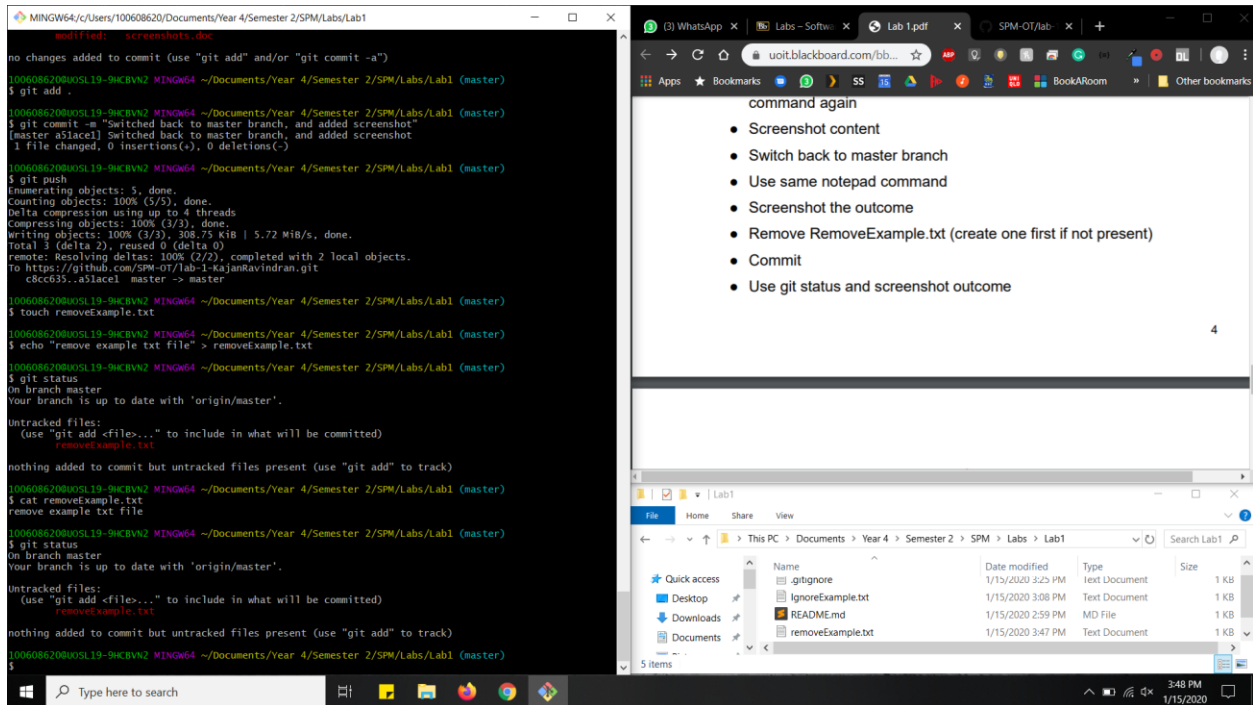 MINGW64:/c/Users/100608620/Documents/Year 4/Semester 2/SPM/Labs/Lab1
modified: screenshots.doc
no changes added to commit (use "git add" and/or "git commit -a")
100608620@UOSL19-9HCBVN2 MINGW64 ~/Documents/Year 4/Semester 2/SPM/Labs/Lab1 (master)
$ git add .
100608620@UOSL19-9HCBVN2 MINGW64 ~/Documents/Year 4/Semester 2/SPM/Labs/Lab1 (master)
$ git commit -m "Switched back to master branch, and added screenshot"
[master a51ace1] Switched back to master branch, and added screenshot
1 file changed, 0 insertions(+), 0 deletions(-)
100608620@UOSL19-9HCBVN2 MINGW64 ~/Documents/Year 4/Semester 2/SPM/Labs/Lab1 (master)
$ git push
Enumerating objects: 5, done.
Counting objects: 100% (5/5), done.
Delta compression using up to 4 threads
Compressing objects: 100% (3/3), done.
Writing objects: 100% (3/3), 308.75 KiB | 5.72 MiB/s, done.
Total 3 (delta 2), reused 0 (delta 0)
remote: Resolving deltas: 100% (2/2), completed with 2 local objects.
To https://github.com/SPM-OT/lab-1-KajanRavindran.git
c8cc635..a51ace1 master -> master
100608620@UOSL19-9HCBVN2 MINGW64 ~/Documents/Year 4/Semester 2/SPM/Labs/Lab1 (master)
$ touch removeExample.txt
100608620@UOSL19-9HCBVN2 MINGW64 ~/Documents/Year 4/Semester 2/SPM/Labs/Lab1 (master)
$ echo "remove example txt file" > removeExample.txt
100608620@UOSL19-9HCBVN2 MINGW64 ~/Documents/Year 4/Semester 2/SPM/Labs/Lab1 (master)
$ git status
On branch master
Your branch is up to date with 'origin/master'.
Untracked files:
(use "git add <file>..." to include in what will be committed)
removeExample.txt
nothing added to commit but untracked files present (use "git add" to track)
100608620@UOSL19-9HCBVN2 MINGW64 ~/Documents/Year 4/Semester 2/SPM/Labs/Lab1 (master)
$ cat removeExample.txt
remove example txt file
100608620@UOSL19-9HCBVN2 MINGW64 ~/Documents/Year 4/Semester 2/SPM/Labs/Lab1 (master)
$ git status
On branch master
Your branch is up to date with 'origin/master'.
Untracked files:
(use "git add <file>..." to include in what will be committed)
removeExample.txt
nothing added to commit but untracked files present (use "git add" to track)
100608620@UOSL19-9HCBVN2 MINGW64 ~/Documents/Year 4/Semester 2/SPM/Labs/Lab1 (master)
$
(3) WhatsApp Labs – Softw Lab 1.pdf SPM-OT/lab-
uoit.blackboard.com/bb...
ABP DL
Apps Bookmarks SS 15 UNI QLO BookARoom » Other bookmarks
command again
● Screenshot content
● Switch back to master branch
● Use same notepad command
● Screenshot the outcome
● Remove RemoveExample.txt (create one first if not present)
● Commit
● Use git status and screenshot outcome
4
Lab1
File Home Share View
This PC > Documents > Year 4 > Semester 2 > SPM > Labs > Lab1 Search Lab1
Name Date modified Type Size
Quick access
Desktop
Downloads
Documents
.gitignore 1/15/2020 3:25 PM Text Document 1 KB
IgnoreExample.txt 1/15/2020 3:08 PM Text Document 1 KB
README.md 1/15/2020 2:59 PM MD File 1 KB
removeExample.txt 1/15/2020 3:47 PM Text Document 1 KB
5 items
Type here to search
3:48 PM
1/15/2020